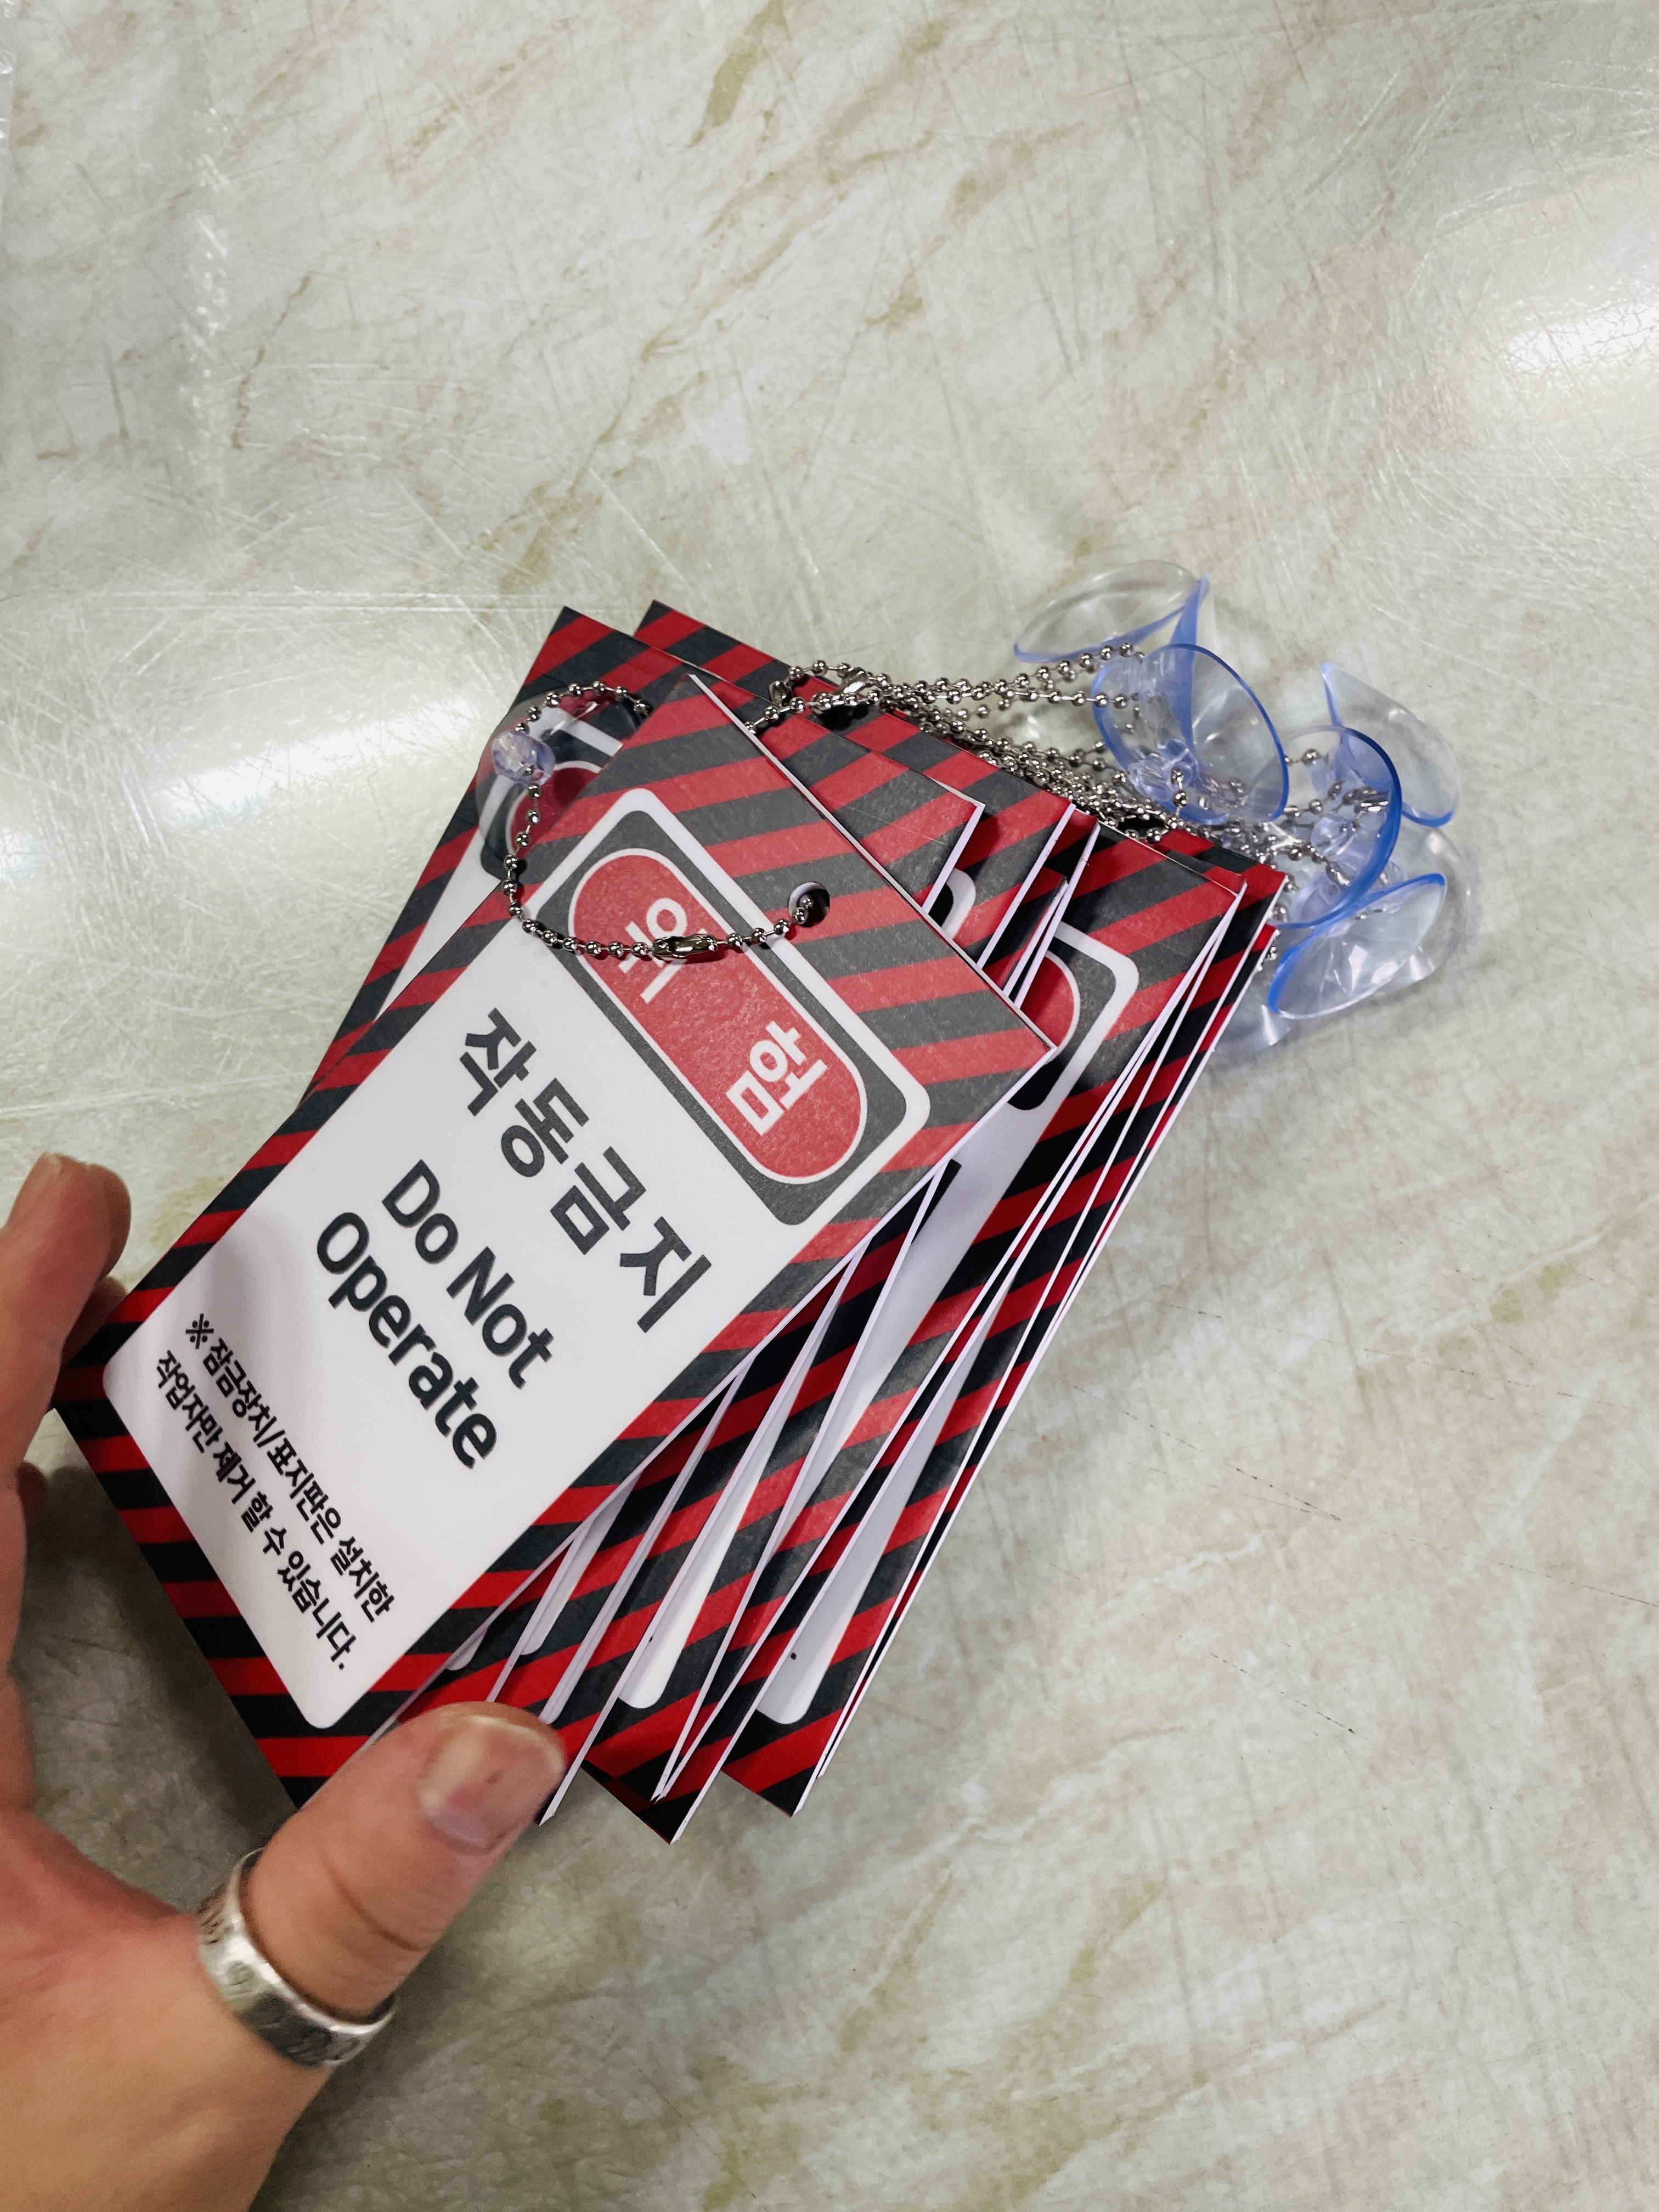 위 험
작동금지
Do Not
Operate
※ 잠금장치/표지판은 설치한
작업자만 제거 할 수 있습니다.